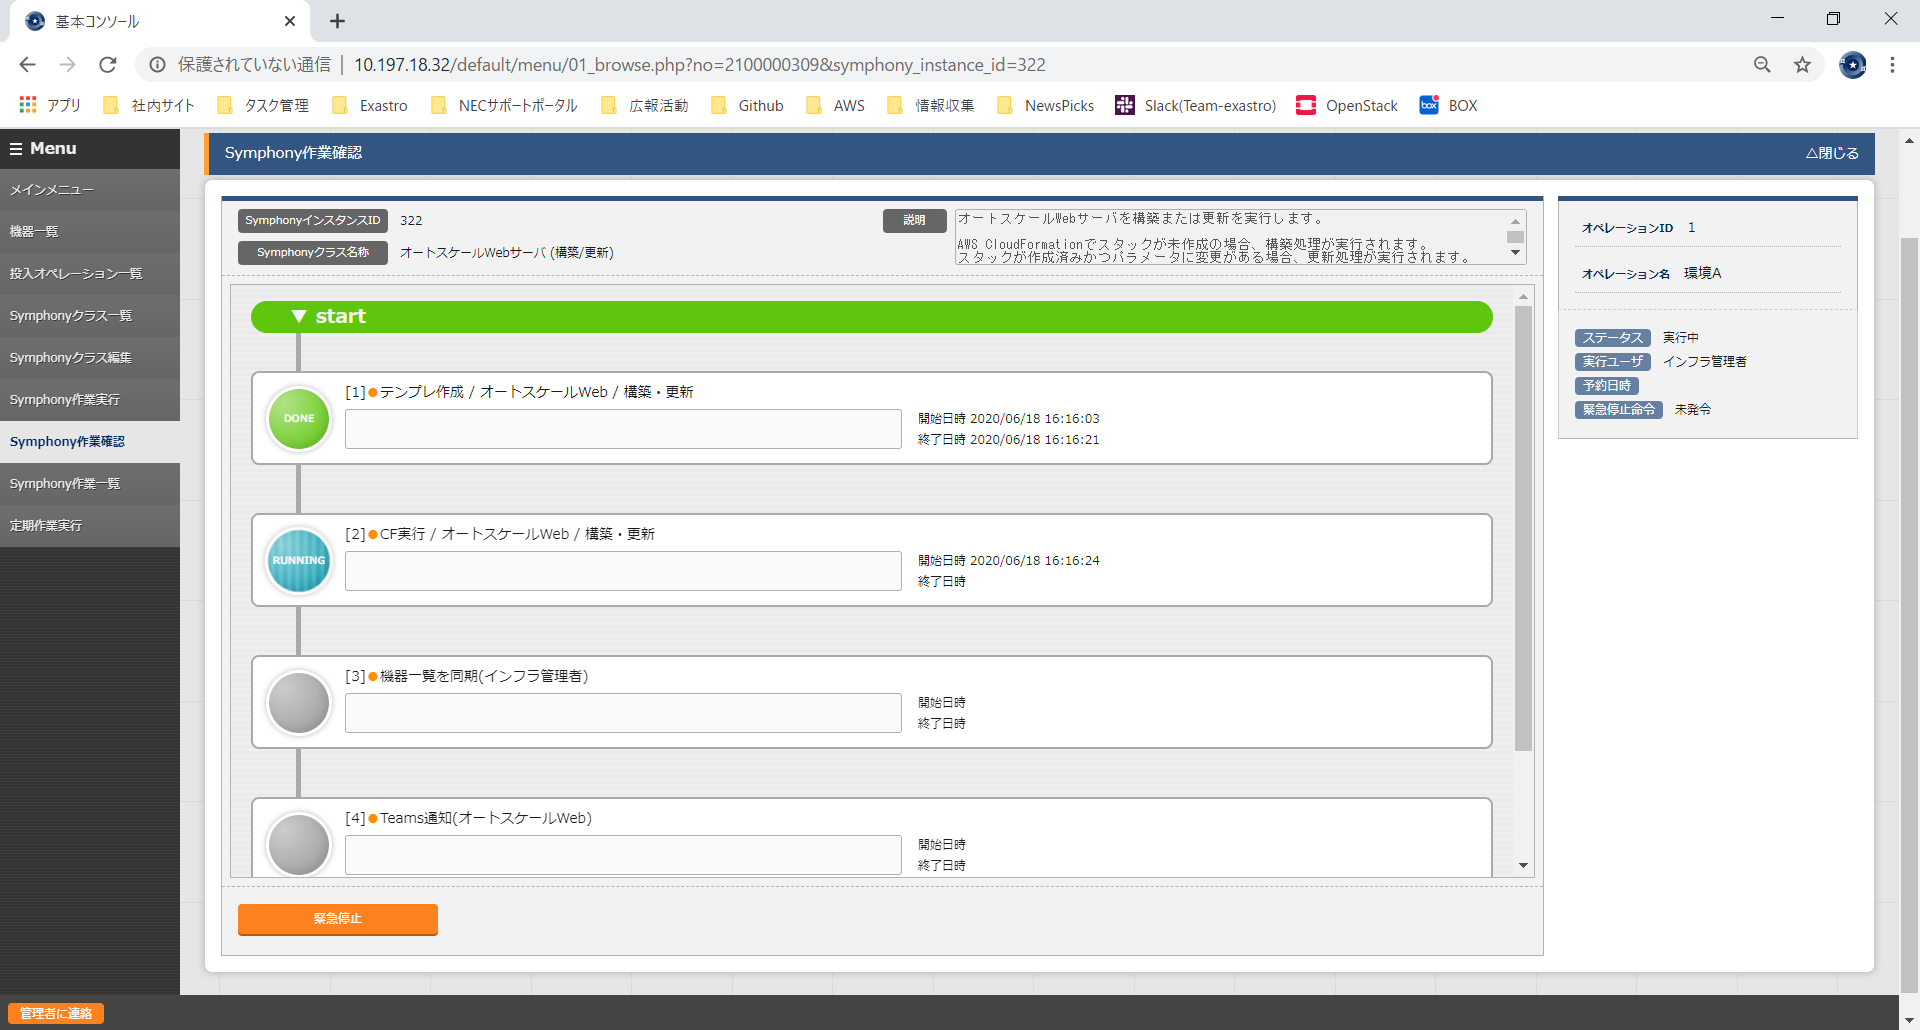 基本コンソール
保護されていない通信 | 10.197.18.32/default/menu/01_browse.php?no=2100000309&symphony_instance_id=322
アプリ 社内サイト タスク管理 Exastro NECサポートポータル 広報活動 Github AWS 情報収集 NewsPicks Slack(Team-exastro) OpenStack BOX
Menu
メインメニュー
機器一覧
投入オペレーション一覧
Symphonyクラス一覧
Symphonyクラス編集
Symphony作業実行
Symphony作業確認
Symphony作業一覧
定期作業実行
Symphony作業確認 △閉じる
SymphonyインスタンスID 322
Symphonyクラス名称 オートスケールWebサーバ (構築/更新)
説明
オートスケールWebサーバを構築または更新を実行します。
AWS CloudFormationでスタックが未作成の場合、構築処理が実行されます。
スタックが作成済みかつパラメータに変更がある場合、更新処理が実行されます。
▼ start
DONE
[1]●テンプレ作成 / オートスケールWeb / 構築・更新
開始日時 2020/06/18 16:16:03
終了日時 2020/06/18 16:16:21
RUNNING
[2]●CF実行 / オートスケールWeb / 構築・更新
開始日時 2020/06/18 16:16:24
終了日時
[3]●機器一覧を同期(インフラ管理者)
開始日時
終了日時
[4]●Teams通知(オートスケールWeb)
開始日時
終了日時
緊急停止
オペレーションID 1
オペレーション名 環境A
ステータス 実行中
実行ユーザ インフラ管理者
予約日時
緊急停止命令 未発令
管理者に連絡